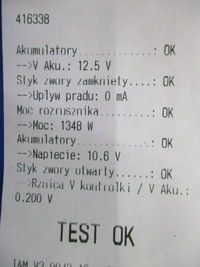 416338
Akumulatory..........: OK
-->V Aku.: 12.5 V
Styk zwory zamkniety....: OK
-->Uplyw pradu: 0 mA
Moc rozrusznika.......: OK
-->Moc: 1348 W
Akumulatory..........: OK
-->Napiecie: 10.6 V
Styk zwory otwarty......: OK
-->Rznica V kontrolki / V Aku.:
0.200 V
TEST OK